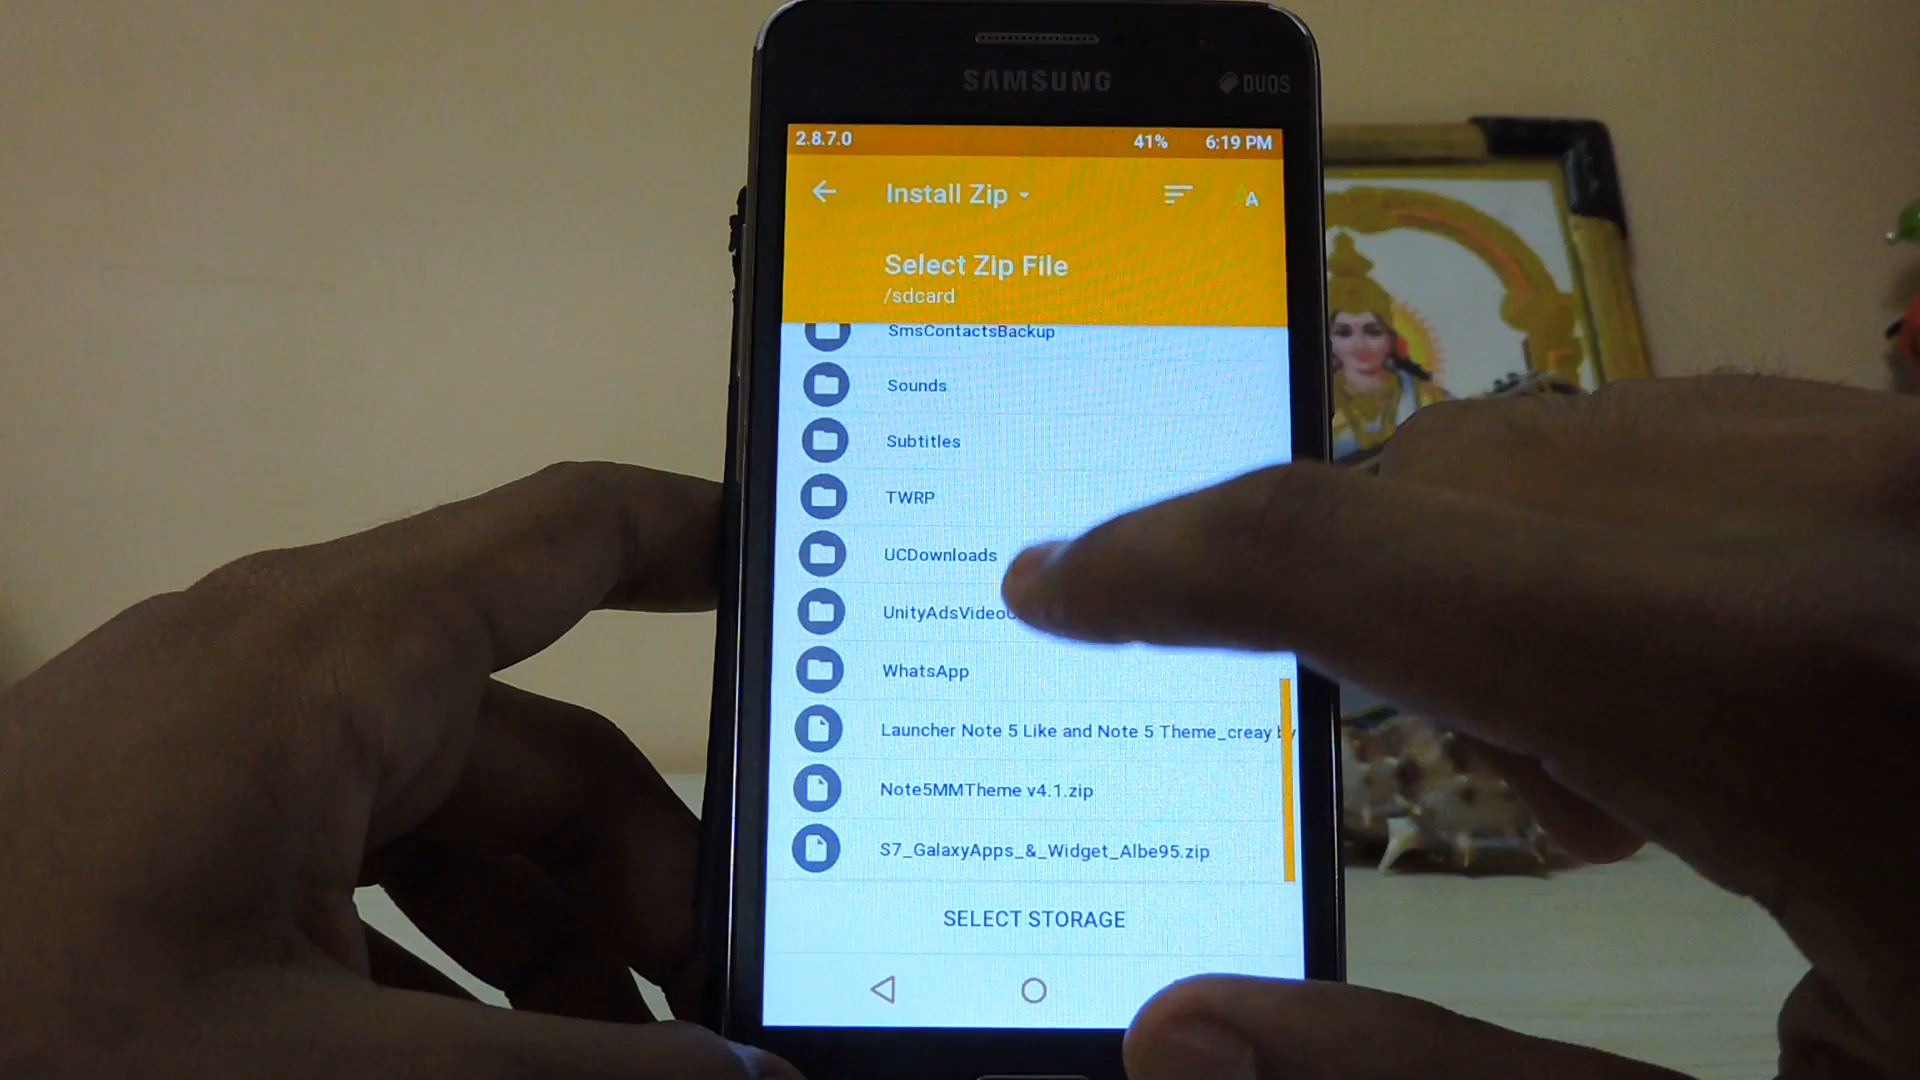 SAMSUNG
DUOS
2.8.7.0 41% 6:19 PM
Install Zip
A
Select Zip File
/sdcard
SmsContactsBackup
Sounds
Subtitles
TWRP
UCDownloads
UnityAdsVideo
WhatsApp
Launcher Note 5 Like and Note 5 Theme_creay by
Note5MMTheme v4.1.zip
S7_GalaxyApps_&_Widget_Albe95.zip
SELECT STORAGE